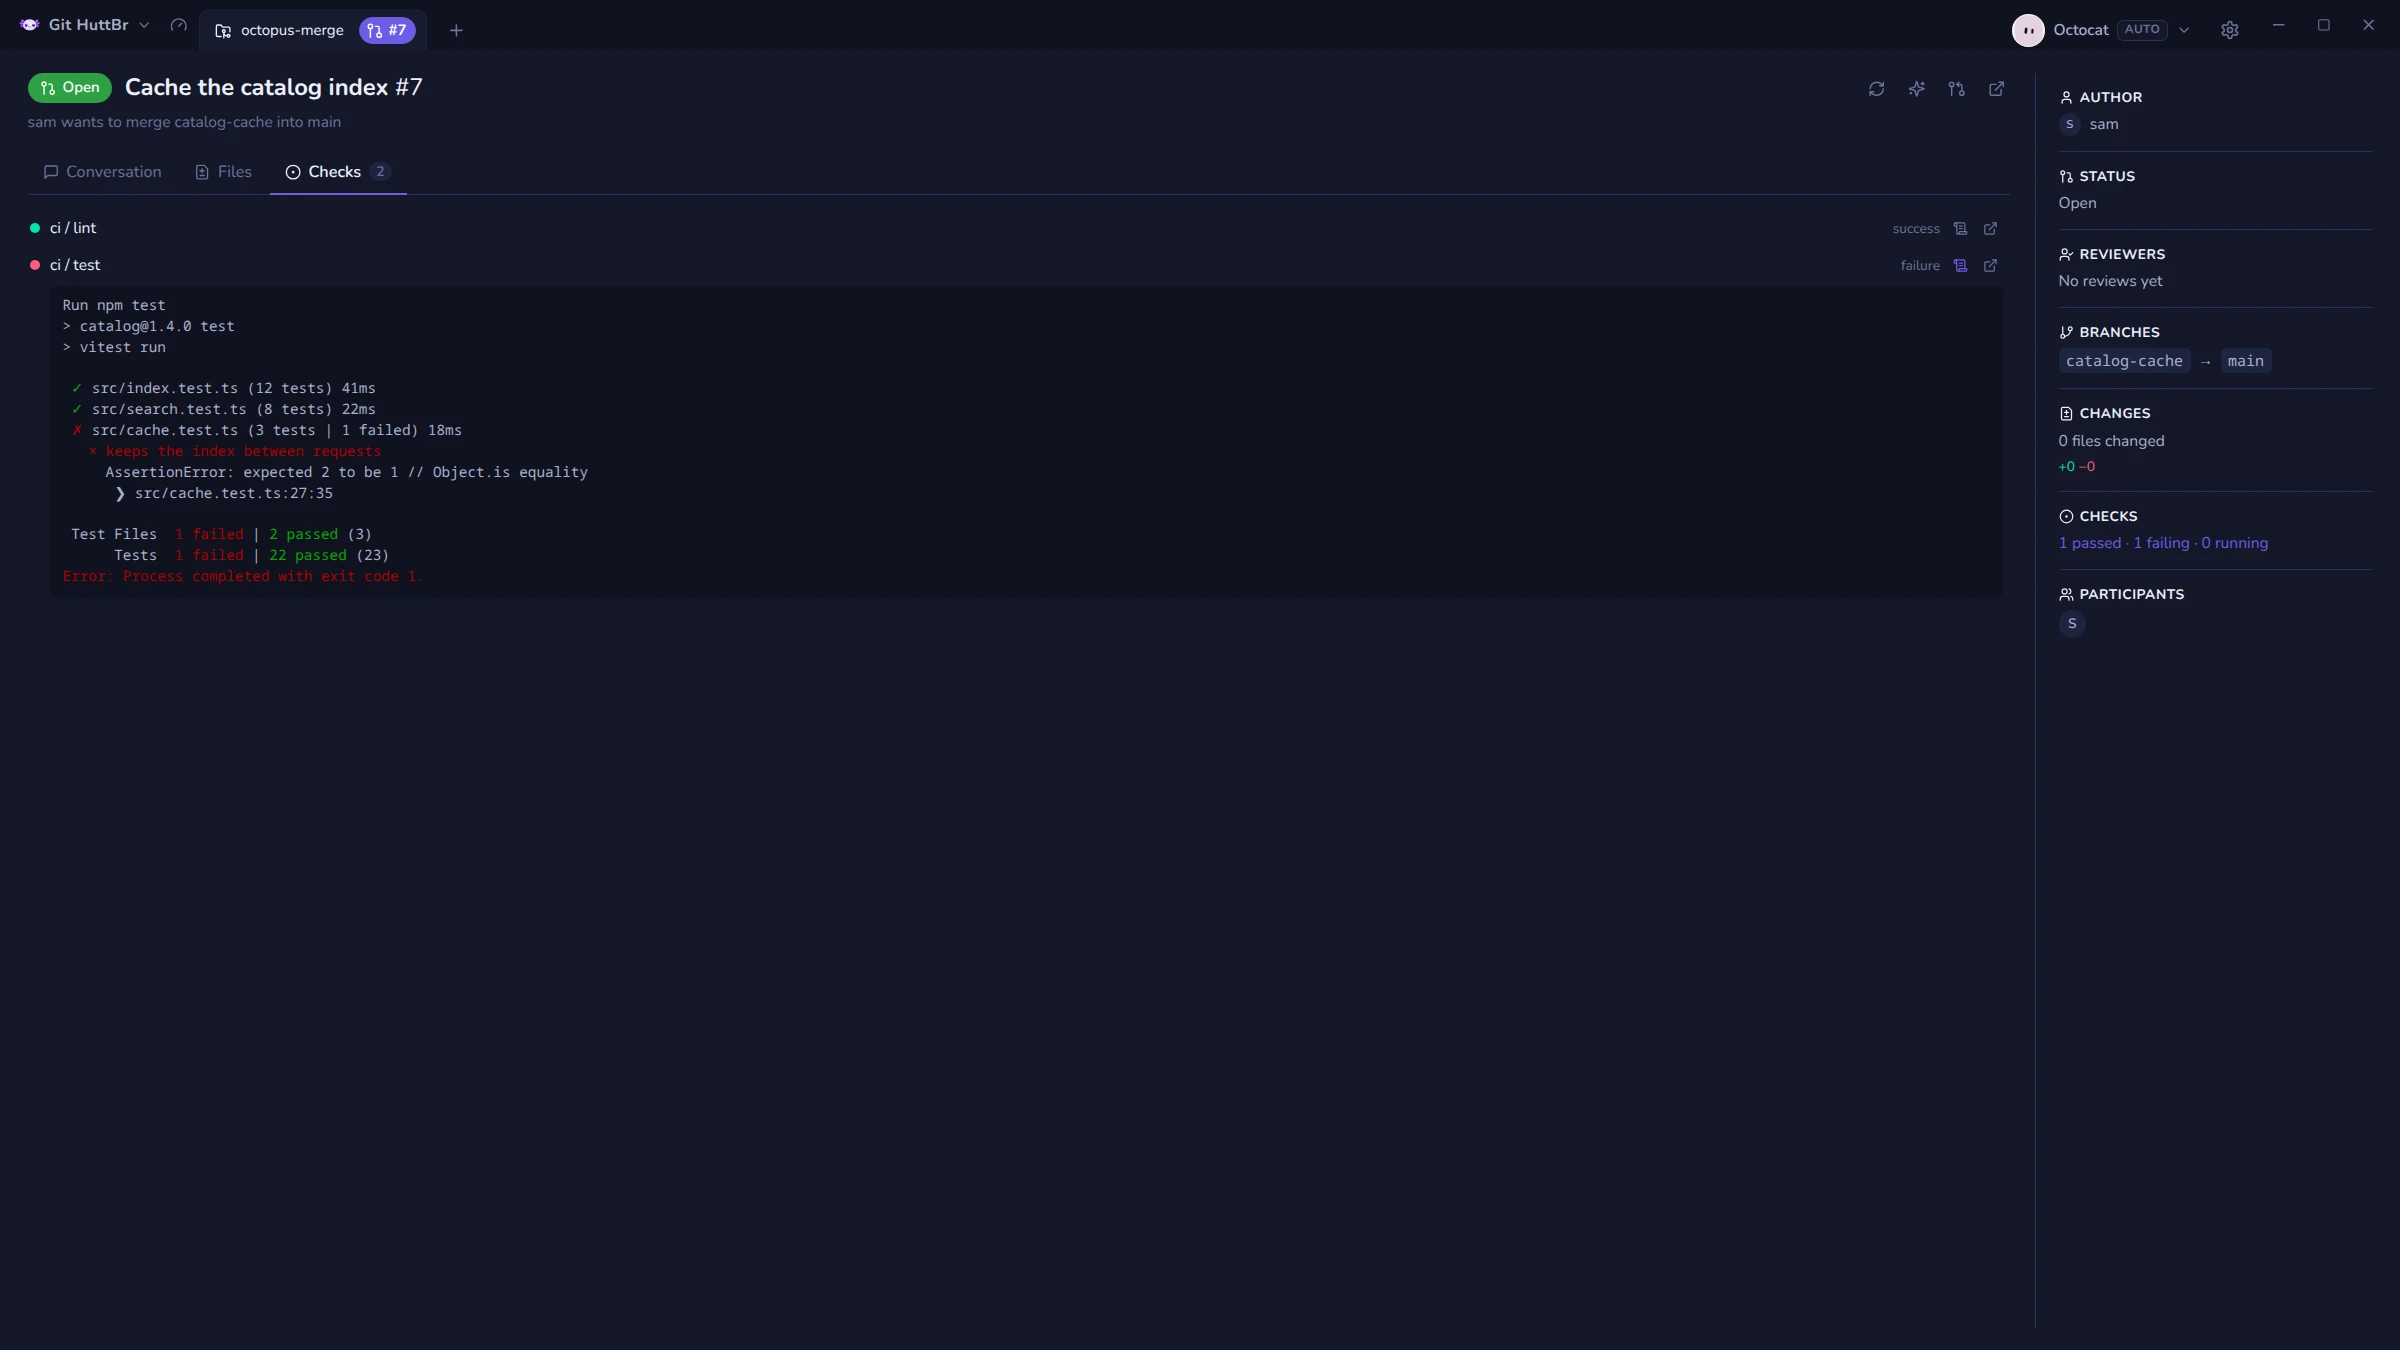 Git HuttBr
octopus-merge #7
Octocat AUTO
Open Cache the catalog index #7
sam wants to merge catalog-cache into main
Conversation Files Checks 2
ci / lint success
ci / test failure
Run npm test
> catalog@1.4.0 test
> vitest run
✓ src/index.test.ts (12 tests) 41ms
✓ src/search.test.ts (8 tests) 22ms
✗ src/cache.test.ts (3 tests | 1 failed) 18ms
× keeps the index between requests
AssertionError: expected 2 to be 1 // Object.is equality
❯ src/cache.test.ts:27:35
Test Files 1 failed | 2 passed (3)
Tests 1 failed | 22 passed (23)
Error: Process completed with exit code 1.
AUTHOR
S sam
STATUS
Open
REVIEWERS
No reviews yet
BRANCHES
catalog-cache → main
CHANGES
0 files changed
+0 −0
CHECKS
1 passed · 1 failing · 0 running
PARTICIPANTS
S